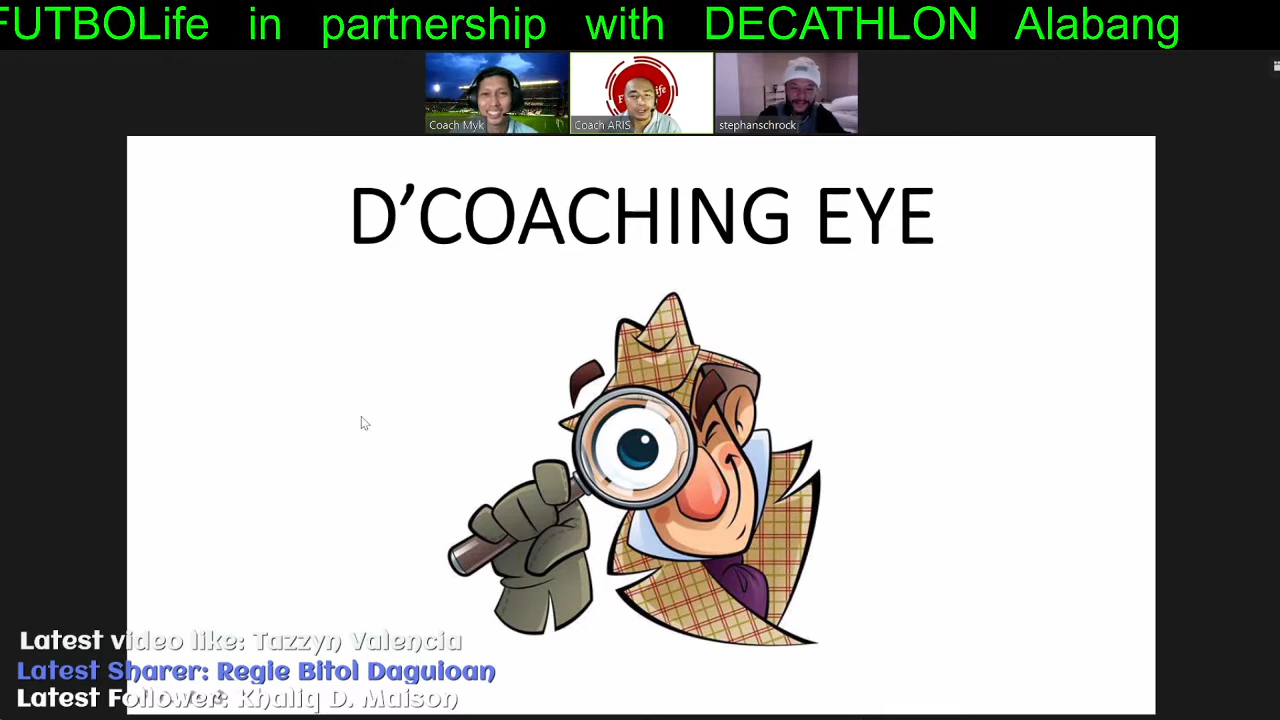 FUTBOLife in partnership with DECATHLON Alabang
Coach Myk
Coach ARIS
stephanschrock
D'COACHING EYE
Latest video like: Tazzyn Valencia
Latest Sharer: Regie Bitol Daguioan
Latest Follower: Khaliq D. Maison